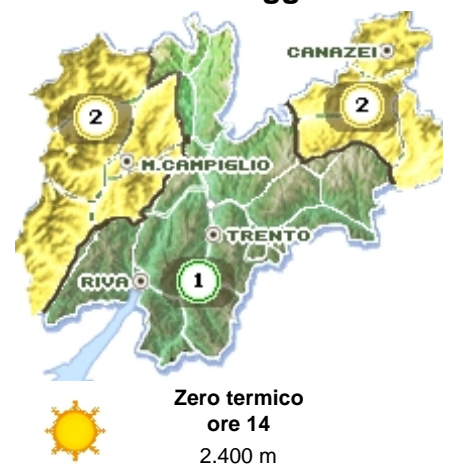 CANAZEI
2
2
M.CAMPIGLIO
TRENTO
RIVA
1
Zero termico
ore 14
2.400 m